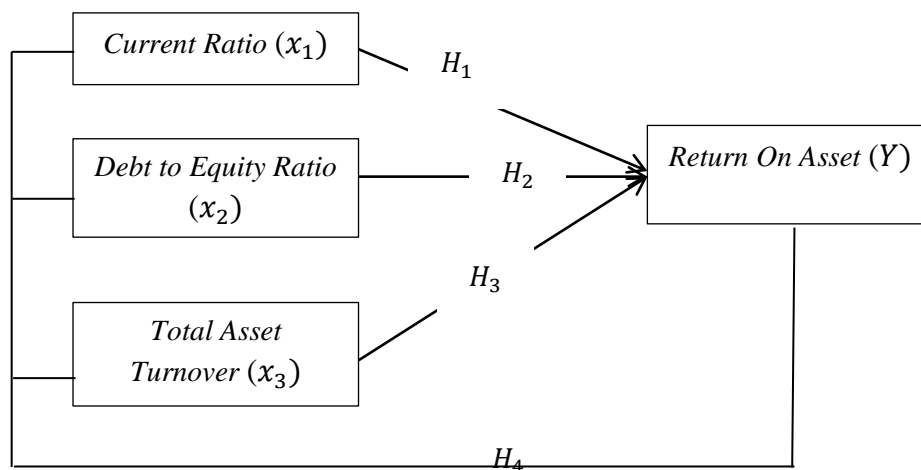 Current Ratio (x₁)
H₁
Debt to Equity Ratio
(x₂)
H₂
Return On Asset (Y)
H₃
Total Asset
Turnover (x₃)
H₄